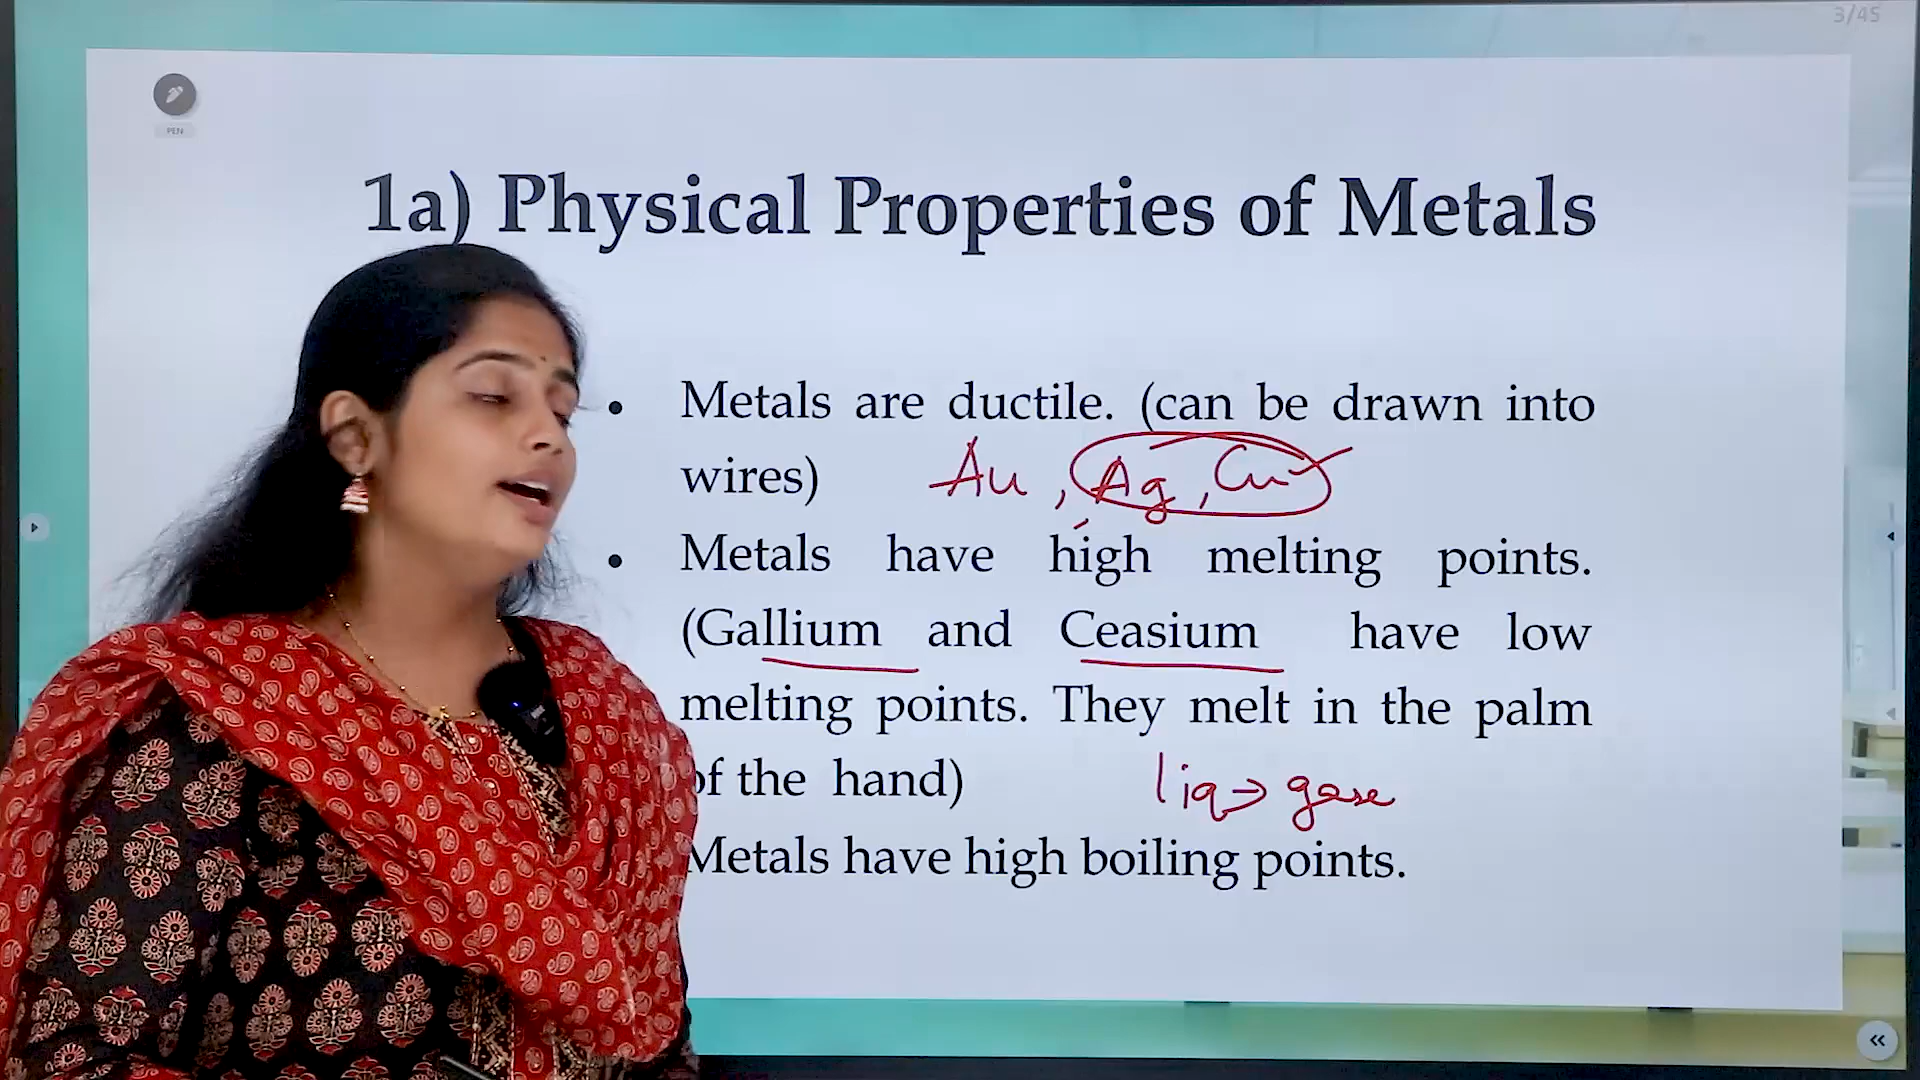 3/45
PEN
1a) Physical Properties of Metals
• Metals are ductile. (can be drawn into
wires) Au, Ag, Cu
• Metals have high melting points.
(Gallium and Ceasium have low
melting points. They melt in the palm
of the hand) liq → gase
Metals have high boiling points.